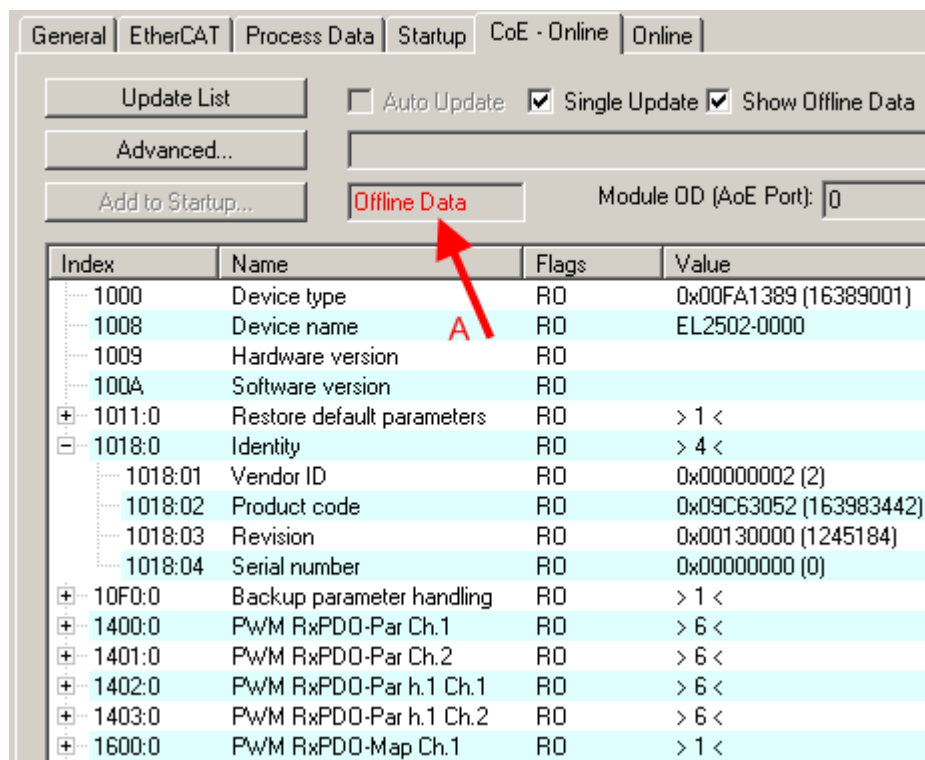 General EtherCAT Process Data Startup CoE - Online Online
Update List Auto Update Single Update Show Offline Data
Advanced...
Add to Startup... Offline Data Module OD (AoE Port): 0
Index Name Flags Value
1000 Device type RO 0x00FA1389 (16389001)
A
1008 Device name RO EL2502-0000
1009 Hardware version RO
100A Software version RO
1011:0 Restore default parameters RO > 1 <
1018:0 Identity RO > 4 <
1018:01 Vendor ID RO 0x00000002 (2)
1018:02 Product code RO 0x09C63052 (163983442)
1018:03 Revision RO 0x00130000 (1245184)
1018:04 Serial number RO 0x00000000 (0)
10F0:0 Backup parameter handling RO > 1 <
1400:0 PWM RxPDO-Par Ch.1 RO > 6 <
1401:0 PWM RxPDO-Par Ch.2 RO > 6 <
1402:0 PWM RxPDO-Par h.1 Ch.1 RO > 6 <
1403:0 PWM RxPDO-Par h.1 Ch.2 RO > 6 <
1600:0 PWM RxPDO-Map Ch.1 RO > 1 <